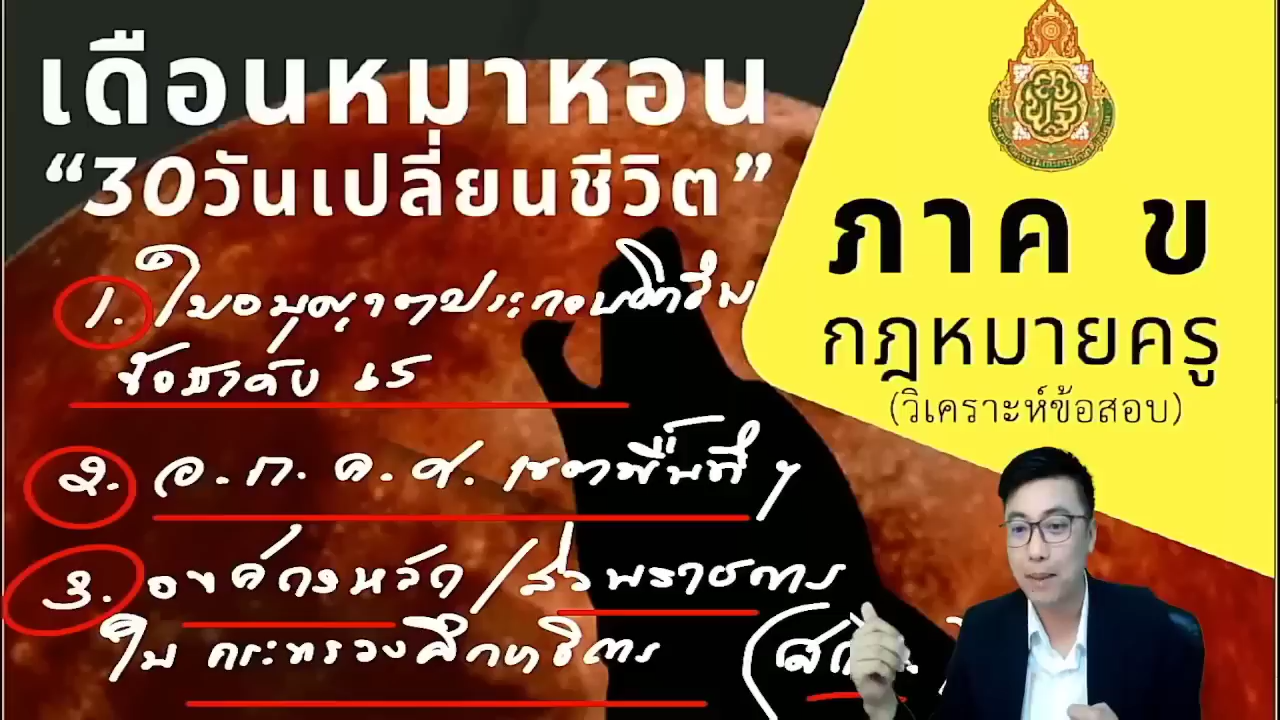 เดือนหมาหอน
“30วันเปลี่ยนชีวิต”
ภาค ข
กฎหมายครู
(วิเคราะห์ข้อสอบ)
1. ใบอนุญาตประกอบวิชาชีพ
ข้อบังคับ 65
2. อ.ก.ค.ศ. เขตพื้นที่ ฯ
3. องค์กรหลัก / ส่วนราชการ
ใน กระทรวงศึกษาธิการ